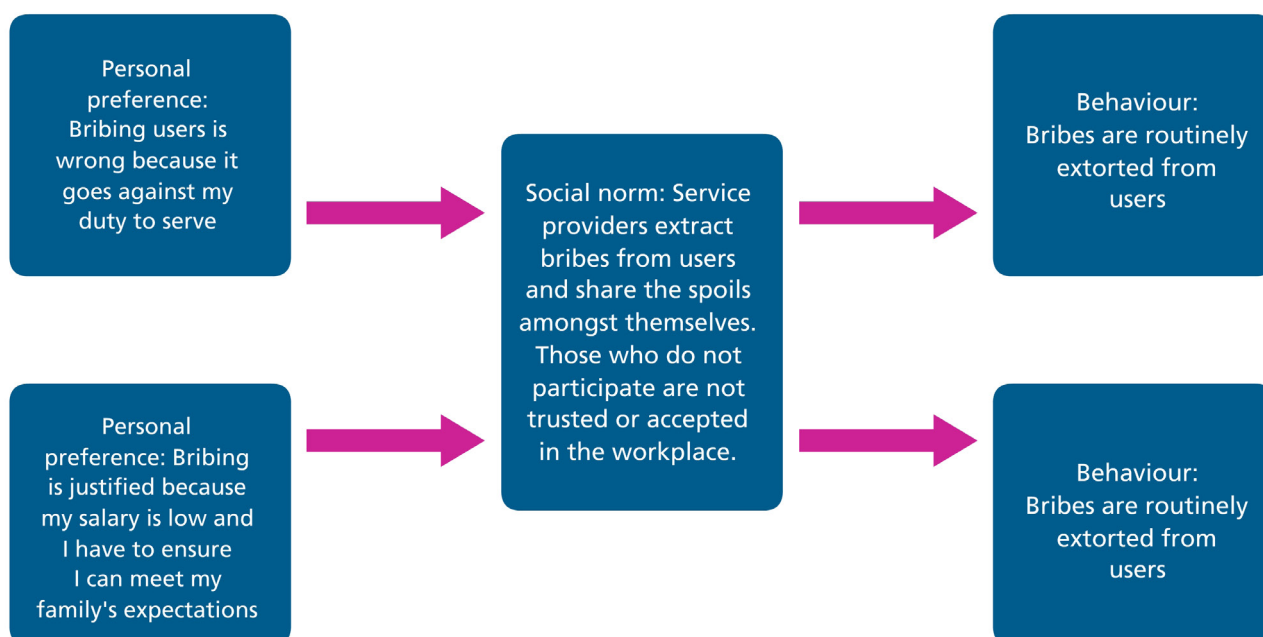 Personal
preference:
Bribing users is
wrong because it
goes against my
duty to serve
Personal
preference: Bribing
is justified because
my salary is low and
I have to ensure
I can meet my
family's expectations
Social norm: Service
providers extract
bribes from users
and share the spoils
amongst themselves.
Those who do not
participate are not
trusted or accepted
in the workplace.
Behaviour:
Bribes are routinely
extorted from
users
Behaviour:
Bribes are routinely
extorted from
users